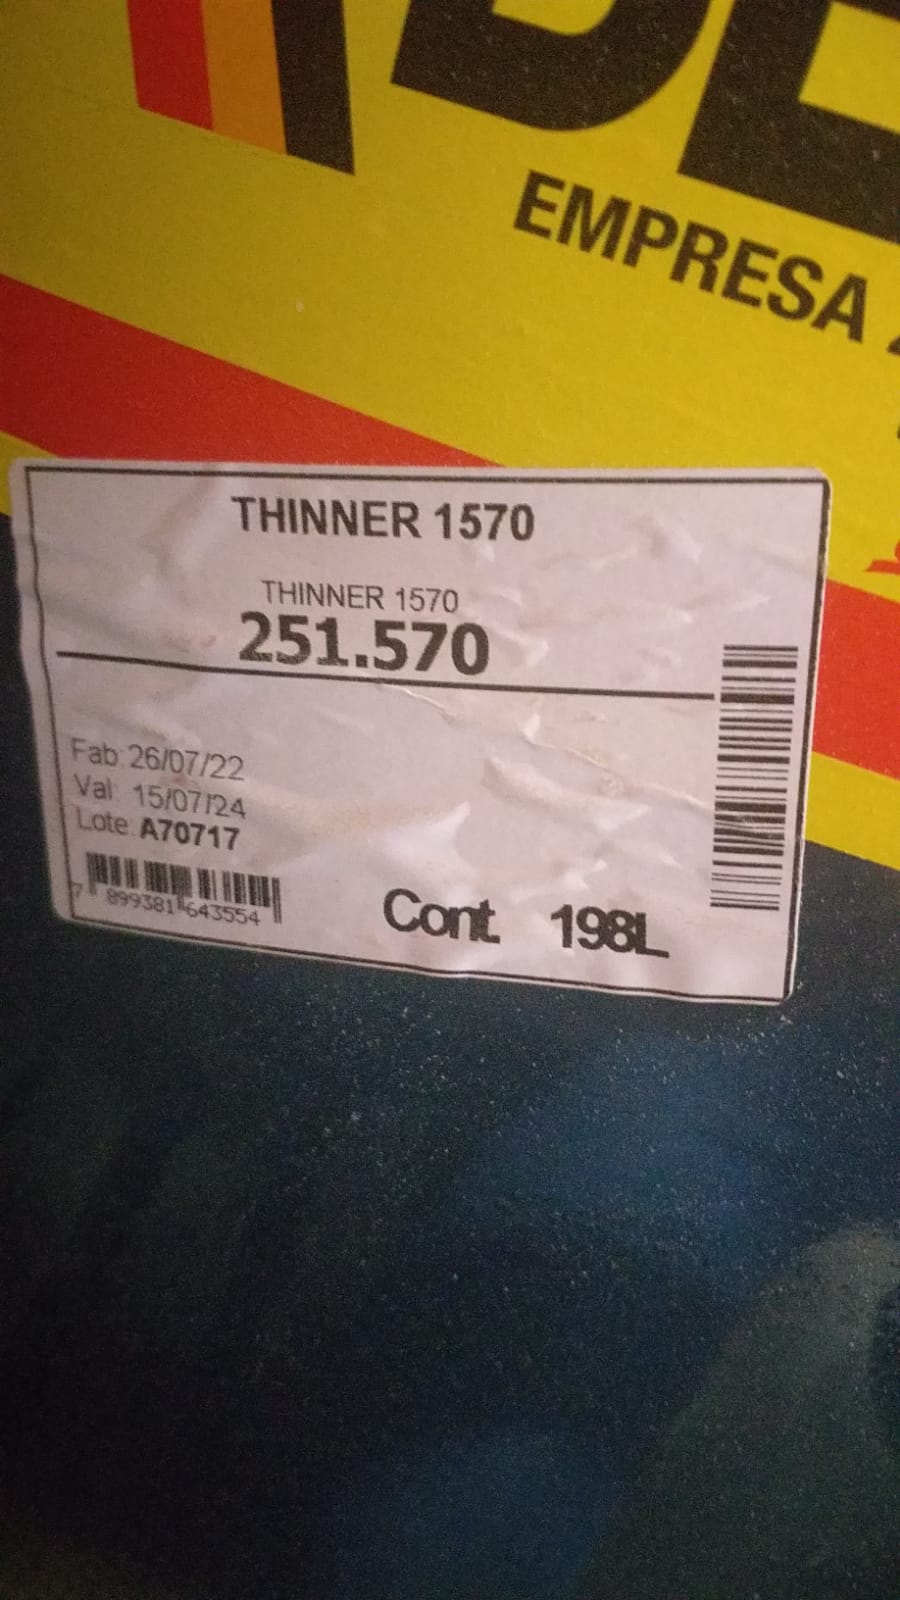 EMPRESA
THINNER 1570
THINNER 1570
251.570
Fab: 26/07/22
Val: 15/07/24
Lote: A70717
7 899381 643554
Cont. 198L